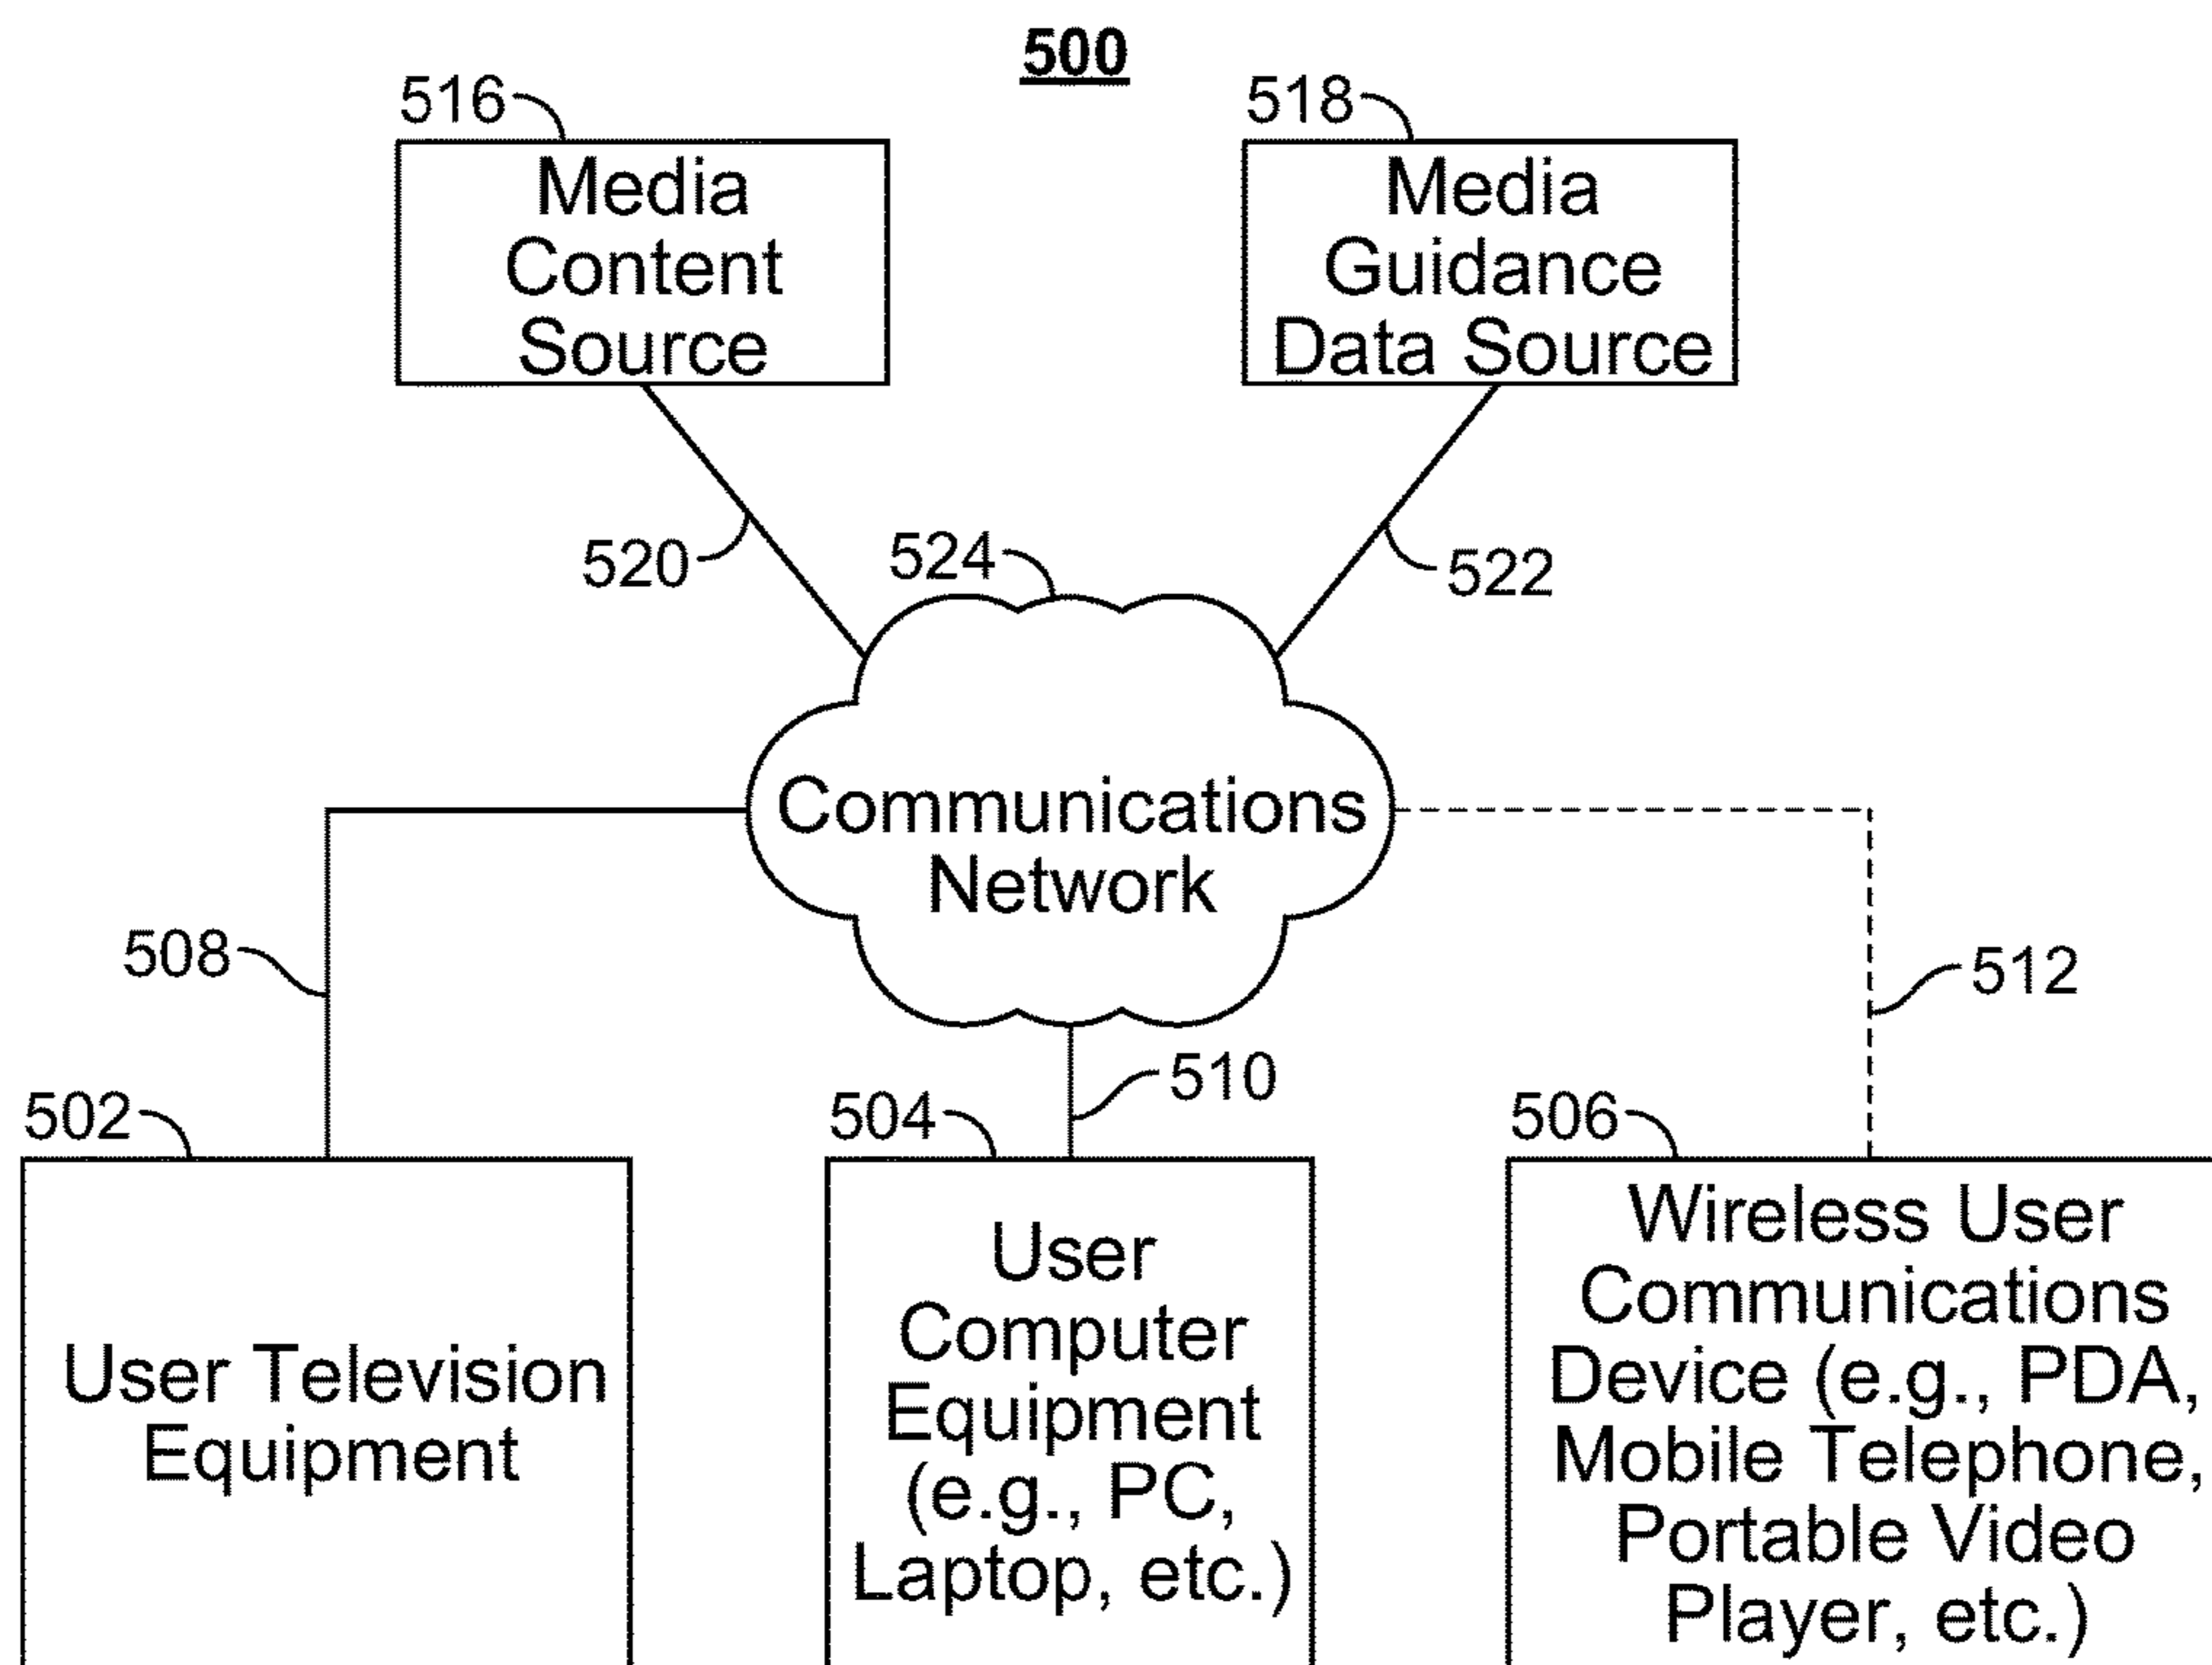 500
516
Media
Content
Source
518
Media
Guidance
Data Source
520
524
522
Communications
Network
508
512
510
502
User Television
Equipment
504
User
Computer
Equipment
(e.g., PC,
Laptop, etc.)
506
Wireless User
Communications
Device (e.g., PDA,
Mobile Telephone,
Portable Video
Player, etc.)